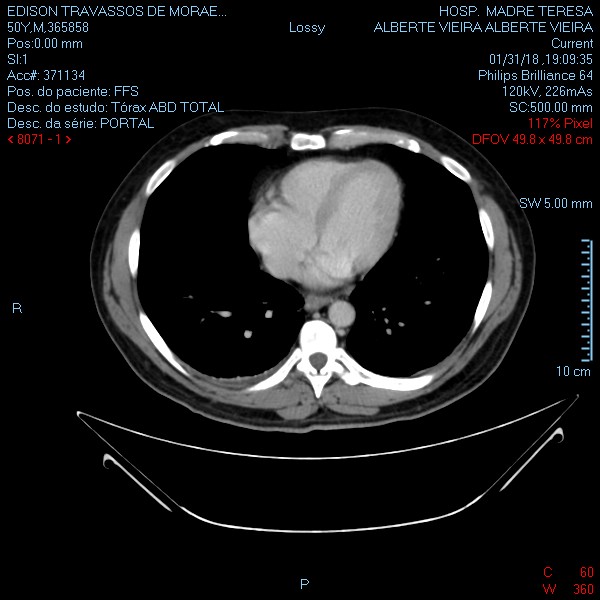 EDISON TRAVASSOS DE MORAE...
50Y,M,365858
Pos:0.00 mm
SI:1
Acc#: 371134
Pos. do paciente: FFS
Desc. do estudo: Tórax ABD TOTAL
Desc. da série: PORTAL
< 8071 - 1 >
Lossy
HOSP. MADRE TERESA
ALBERTE VIEIRA ALBERTE VIEIRA
Current
01/31/18 ,19:09:35
Philips Brilliance 64
120kV, 226mAs
SC:500.00 mm
117% Pixel
DFOV 49.8 x 49.8 cm
SW 5.00 mm
R
10 cm
P
C 60
W 360